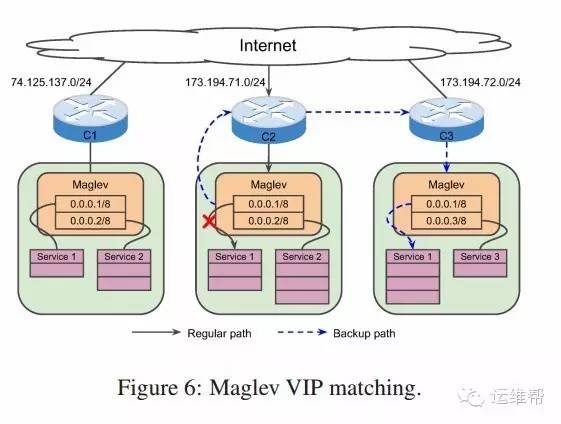 Internet
74.125.137.0/24
173.194.71.0/24
173.194.72.0/24
C1
C2
C3
Maglev
0.0.0.1/8
0.0.0.2/8
Service 1
Service 2
Maglev
0.0.0.1/8
0.0.0.2/8
Service 1
Service 2
Maglev
0.0.0.1/8
0.0.0.3/8
Service 1
Service 3
Regular path
Backup path
Figure 6: Maglev VIP matching.
运维帮